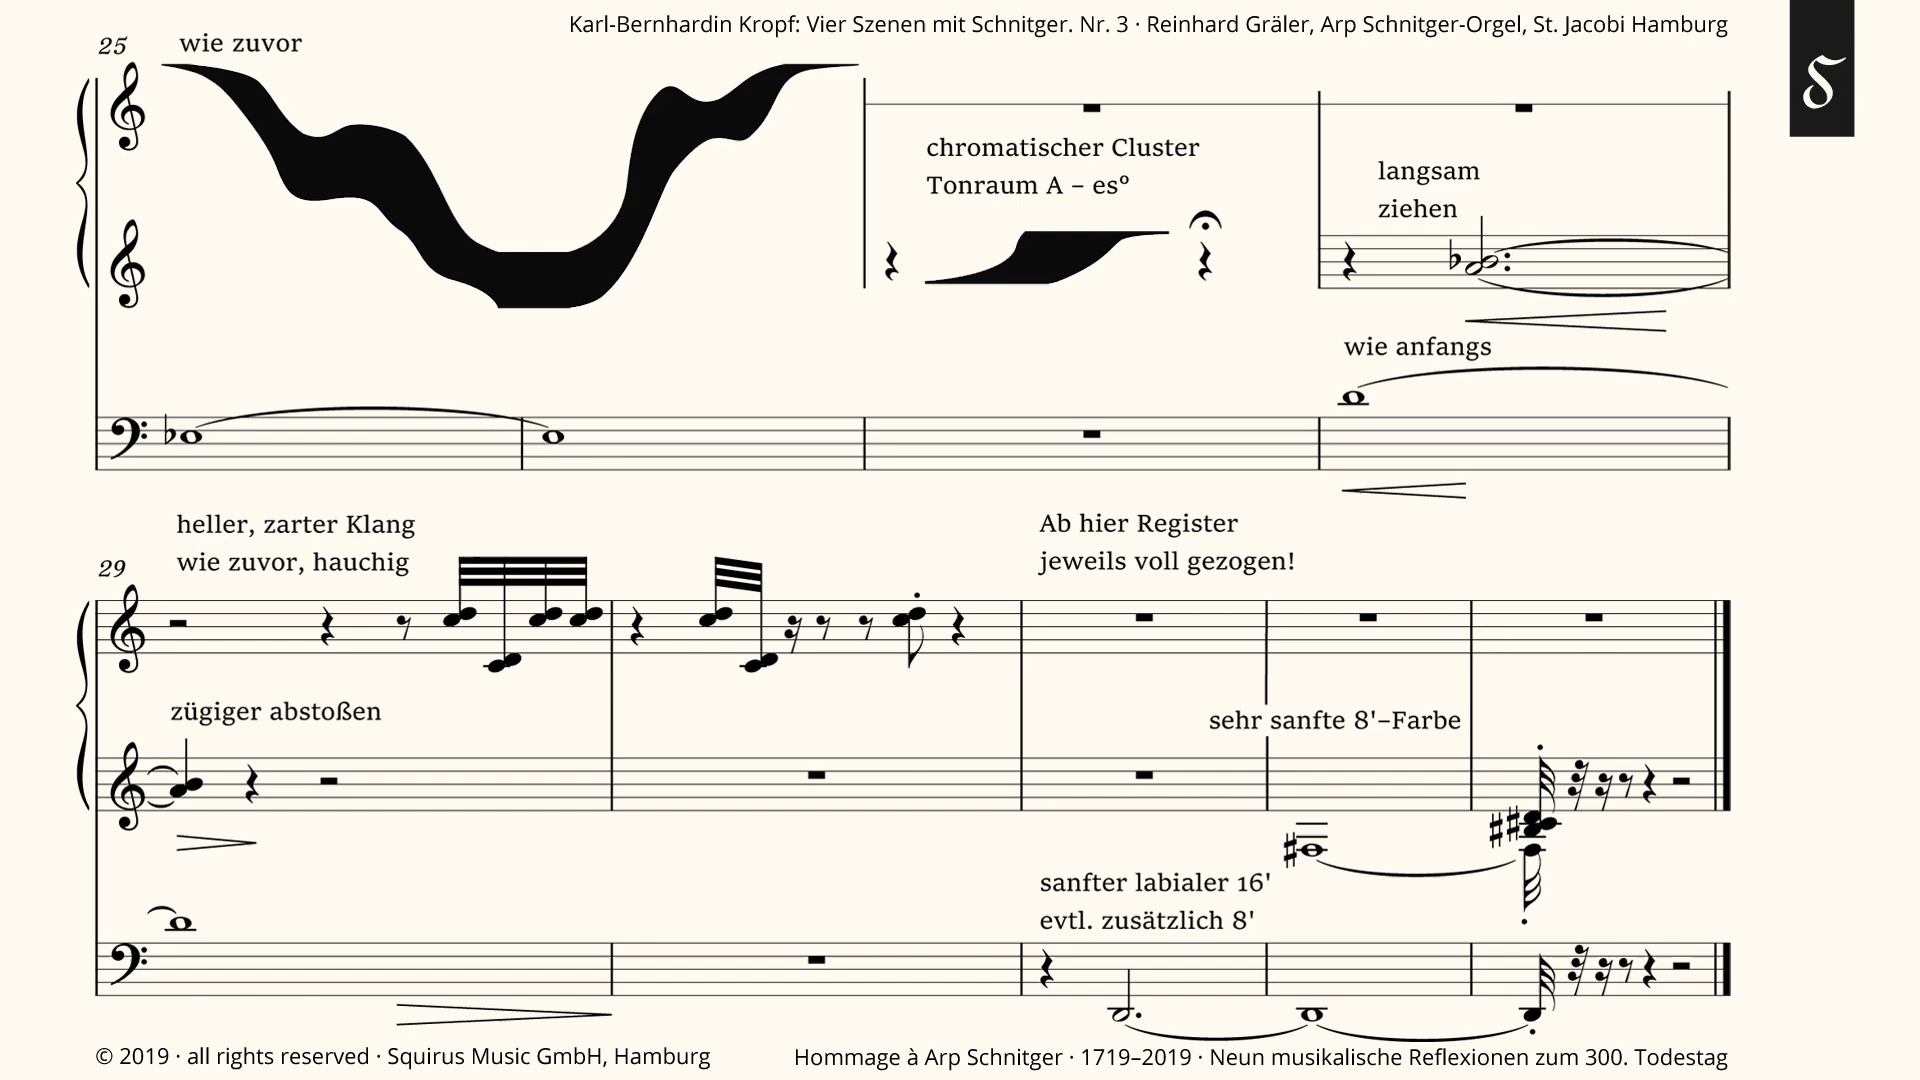 Karl-Bernhardin Kropf: Vier Szenen mit Schnitger. Nr. 3 · Reinhard Gräler, Arp Schnitger-Orgel, St. Jacobi Hamburg
25
wie zuvor
chromatischer Cluster
Tonraum A – es°
langsam
ziehen
wie anfangs
heller, zarter Klang
wie zuvor, hauchig
Ab hier Register
jeweils voll gezogen!
29
zügiger abstoßen
sehr sanfte 8'–Farbe
sanfter labialer 16'
evtl. zusätzlich 8'
© 2019 · all rights reserved · Squirus Music GmbH, Hamburg
Hommage à Arp Schnitger · 1719–2019 · Neun musikalische Reflexionen zum 300. Todestag